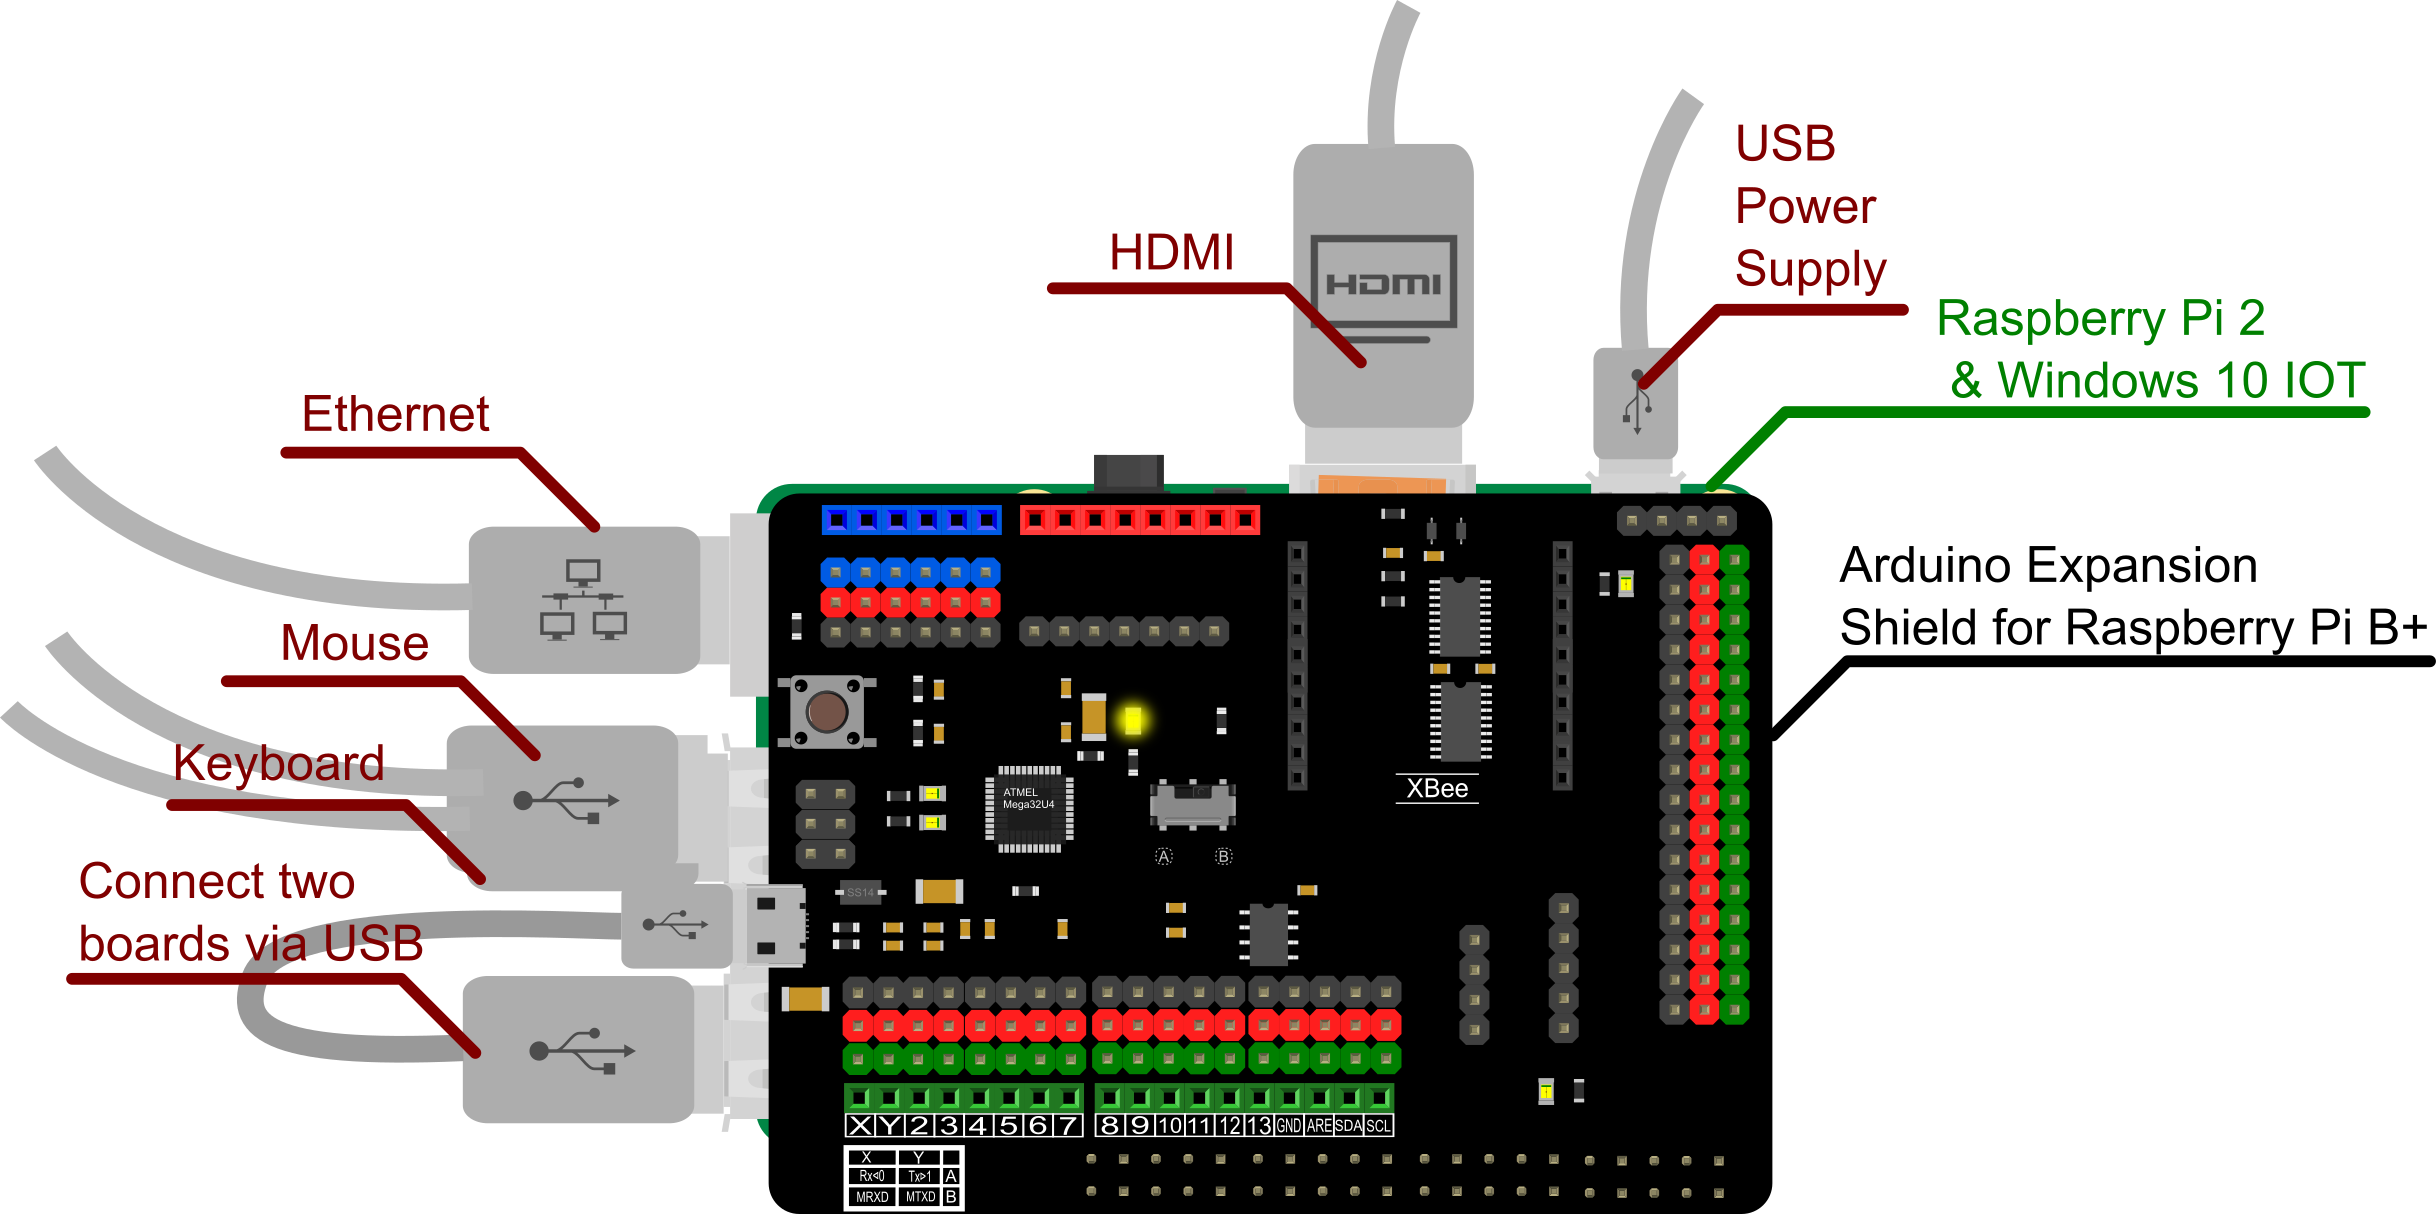 USB
Power
Supply
HDMI
HDMI
Raspberry Pi 2
& Windows 10 IOT
Ethernet
Arduino Expansion
Shield for Raspberry Pi B+
Mouse
Keyboard
XBee
ATMEL
Mega32U4
A B
Connect two
boards via USB
SS14
X Y 2 3 4 5 6 7 8 9 10 11 12 13 GND ARE SDA SCL
X Y
Rx<0 Tx>1 A
MRXD MTXD B